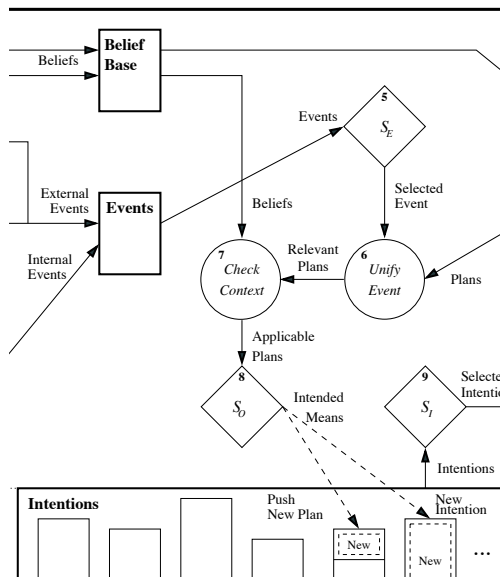 Belief
Base
Beliefs
5
S_E
Events
Selected
Event
External
Events
Events
Beliefs
Internal
Events
7
Check
Context
Relevant
Plans
6
Unify
Event
Plans
Applicable
Plans
8
S_O
Intended
Means
9
S_I
Selecte
Intentio
Intentions
Intentions
Push
New Plan
New
Intention
New
New
...